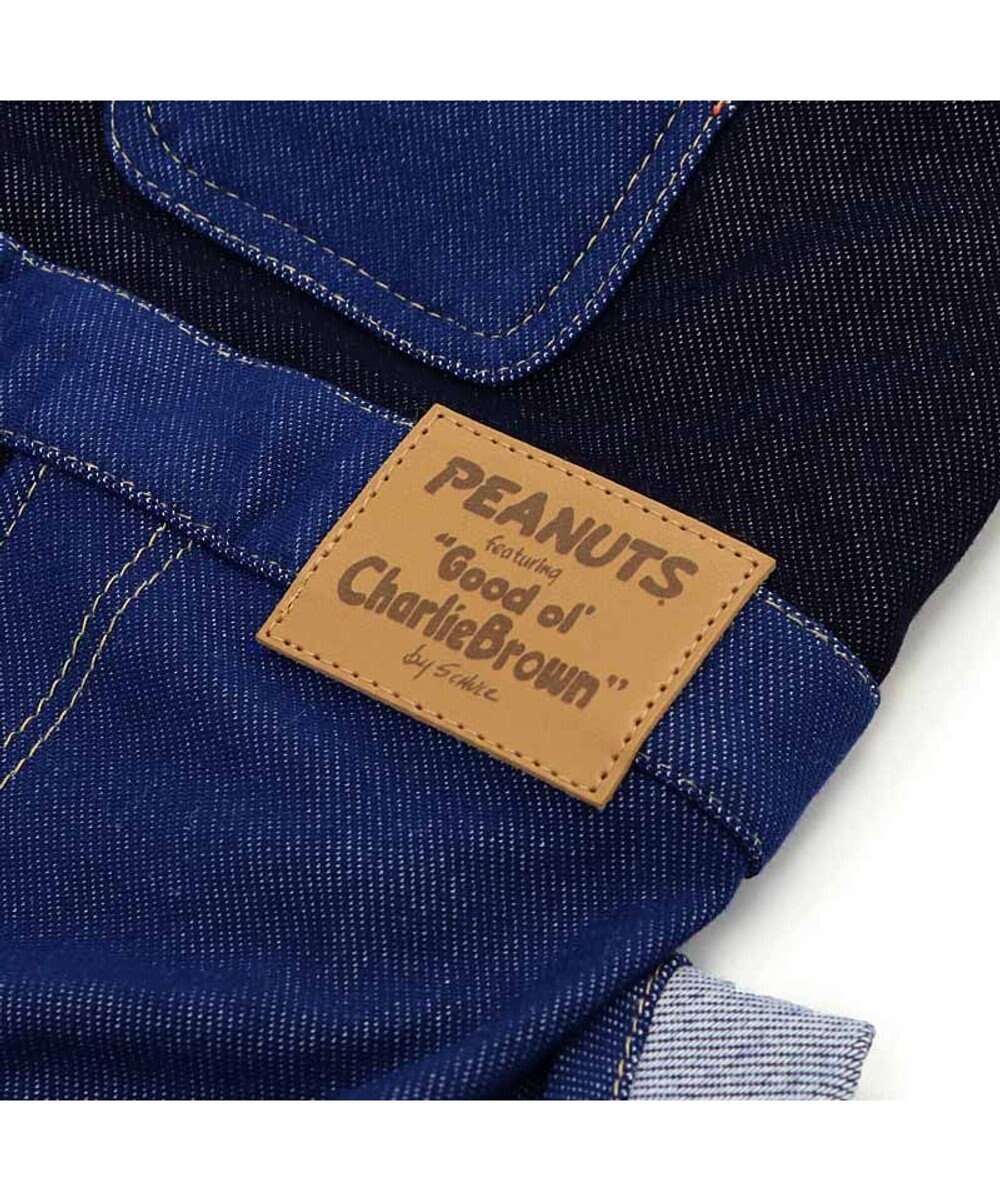 PEANUTS
featuring
"Good ol'
CharlieBrown"
by SCHULZ